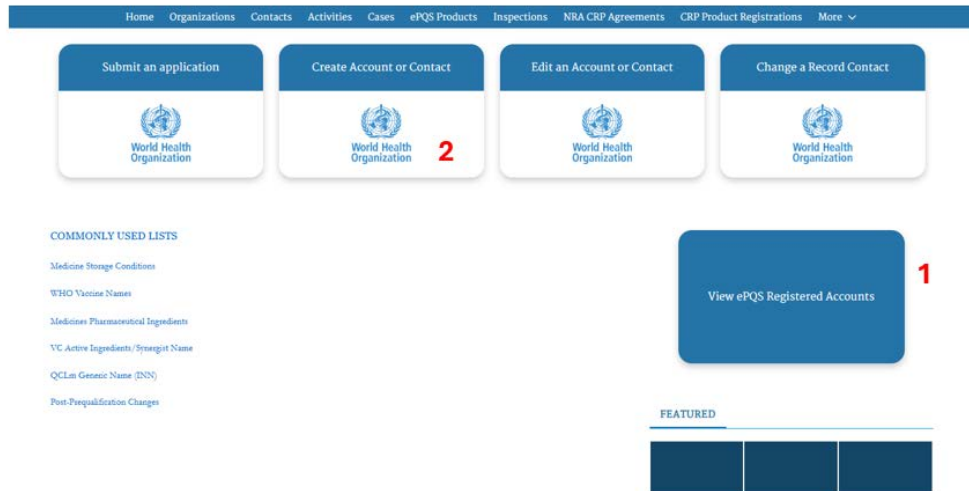 Home Organizations Contacts Activities Cases ePQS Products Inspections NRA CRP Agreements CRP Product Registrations More
Submit an application
Create Account or Contact
Edit an Account or Contact
Change a Record Contact
World Health
Organization
World Health
Organization
2
World Health
Organization
World Health
Organization
COMMONLY USED LISTS
Medicine Storage Conditions
WHO Vaccine Names
Medicines Pharmaceutical Ingredients
VC Active Ingredients/Synergist Name
QCLm Generic Name (INN)
Post-Prequalification Changes
View ePQS Registered Accounts
1
FEATURED